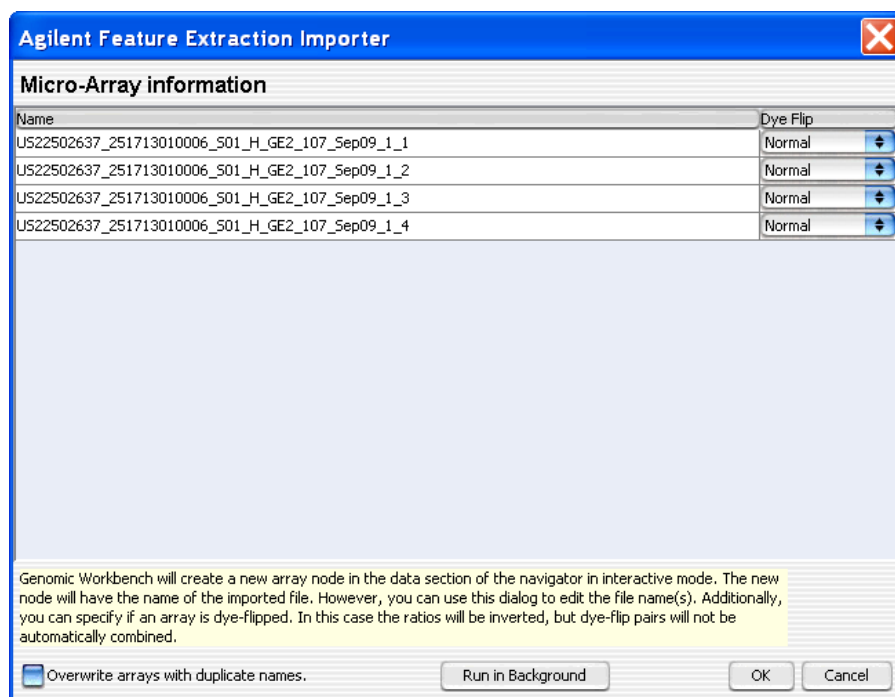 Agilent Feature Extraction Importer
Micro-Array information
Name Dye Flip
US22502637_251713010006_S01_H_GE2_107_Sep09_1_1 Normal
US22502637_251713010006_S01_H_GE2_107_Sep09_1_2 Normal
US22502637_251713010006_S01_H_GE2_107_Sep09_1_3 Normal
US22502637_251713010006_S01_H_GE2_107_Sep09_1_4 Normal
Genomic Workbench will create a new array node in the data section of the navigator in interactive mode. The new
node will have the name of the imported file. However, you can use this dialog to edit the file name(s). Additionally,
you can specify if an array is dye-flipped. In this case the ratios will be inverted, but dye-flip pairs will not be
automatically combined.
Overwrite arrays with duplicate names. Run in Background OK Cancel